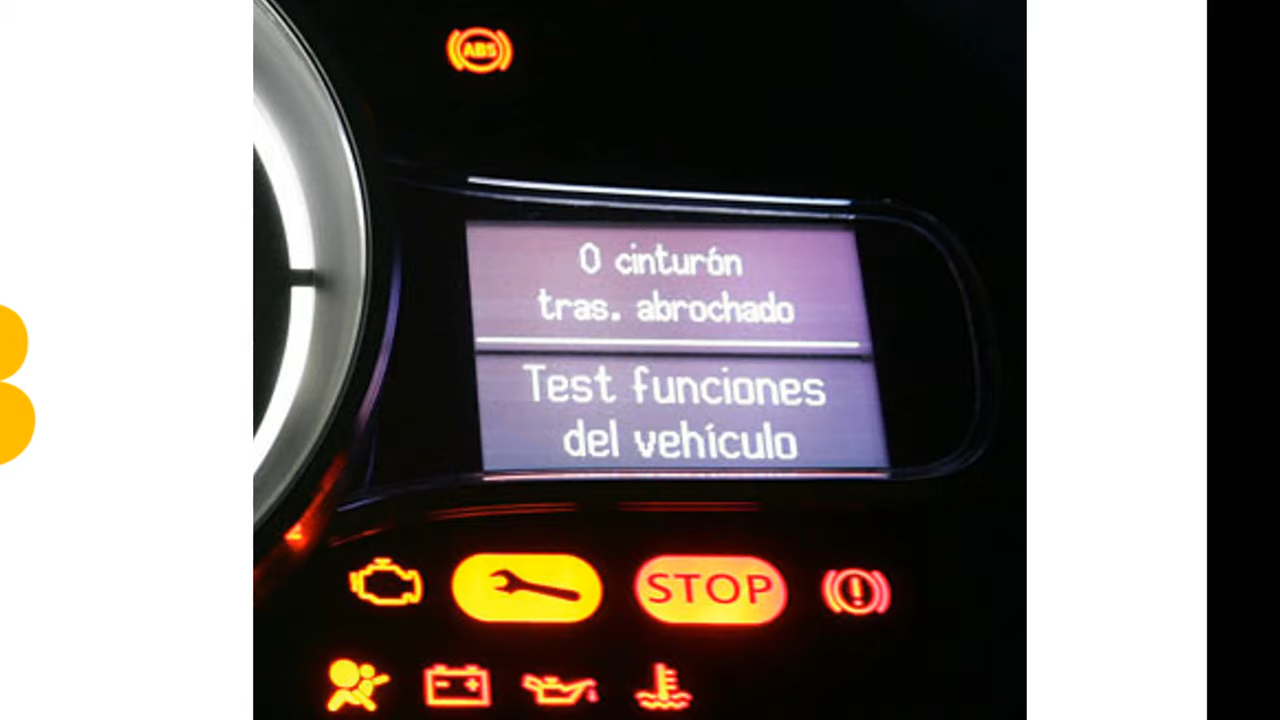 ABS
0 cinturón
tras. abrochado
Test funciones
del vehículo
STOP